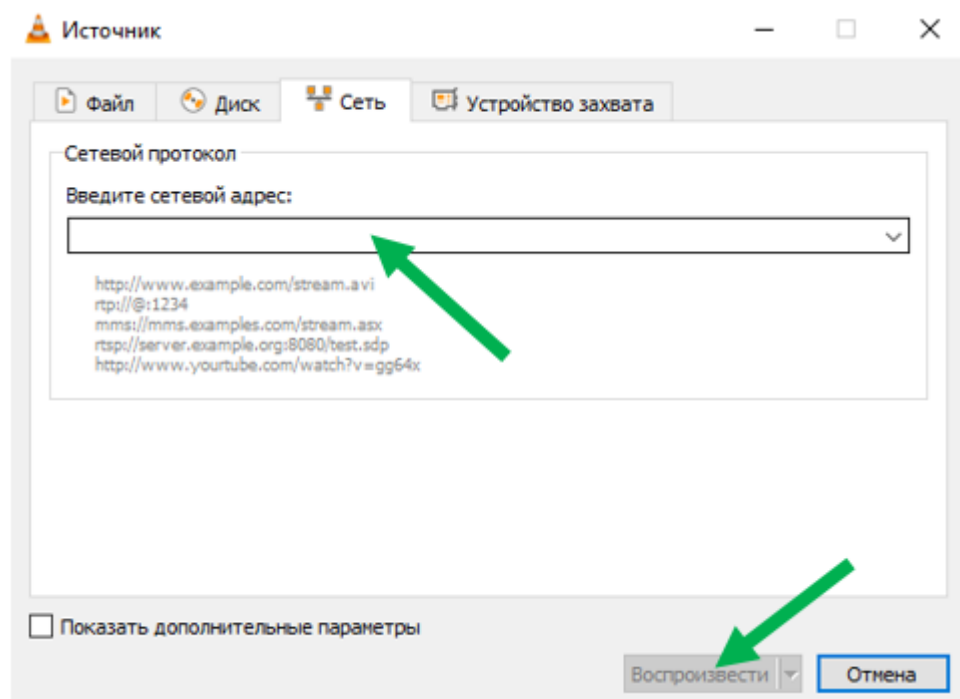 Источник
Файл Диск Сеть Устройство захвата
Сетевой протокол
Введите сетевой адрес:
http://www.example.com/stream.avi
rtp://@:1234
mms://mms.examples.com/stream.asx
rtsp://server.example.org:8080/test.sdp
http://www.yourtube.com/watch?v=gg64x
Показать дополнительные параметры
Воспроизвести Отмена